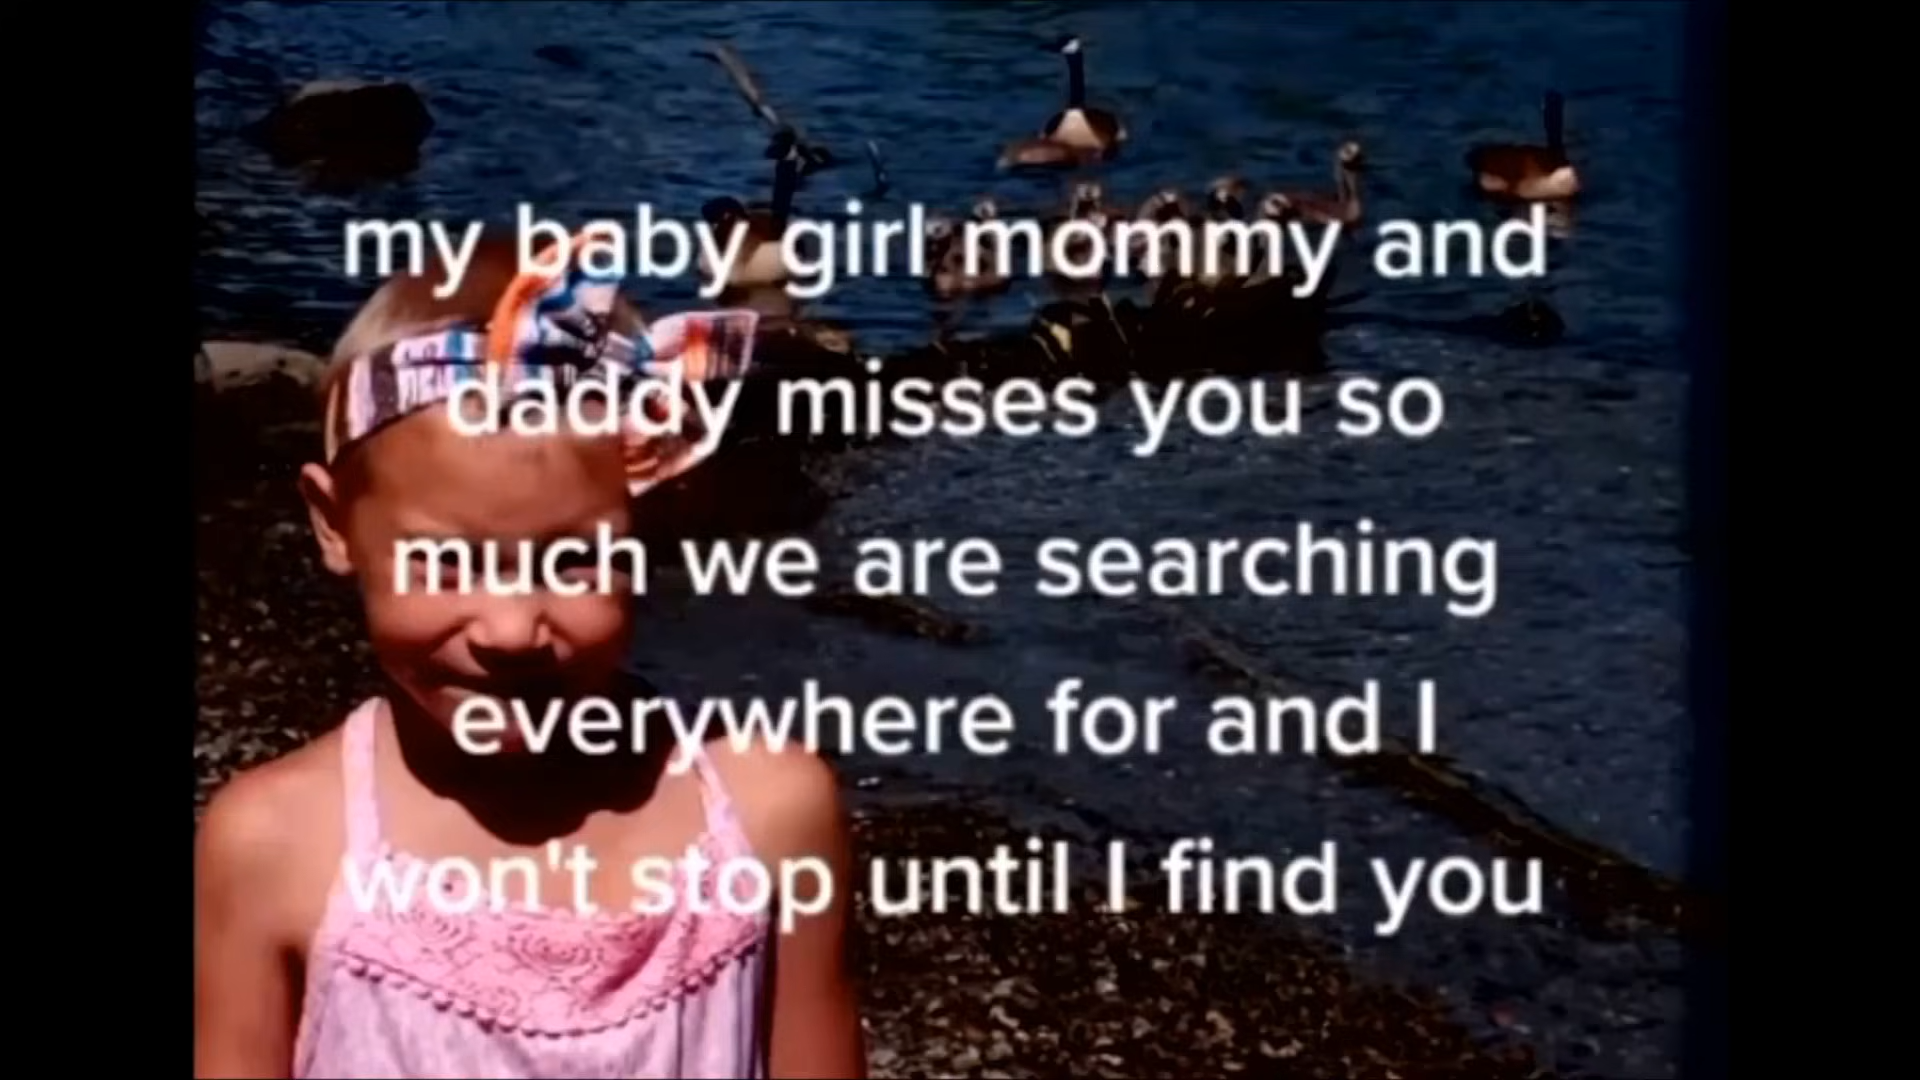 my baby girl mommy and
daddy misses you so
much we are searching
everywhere for and I
won't stop until I find you